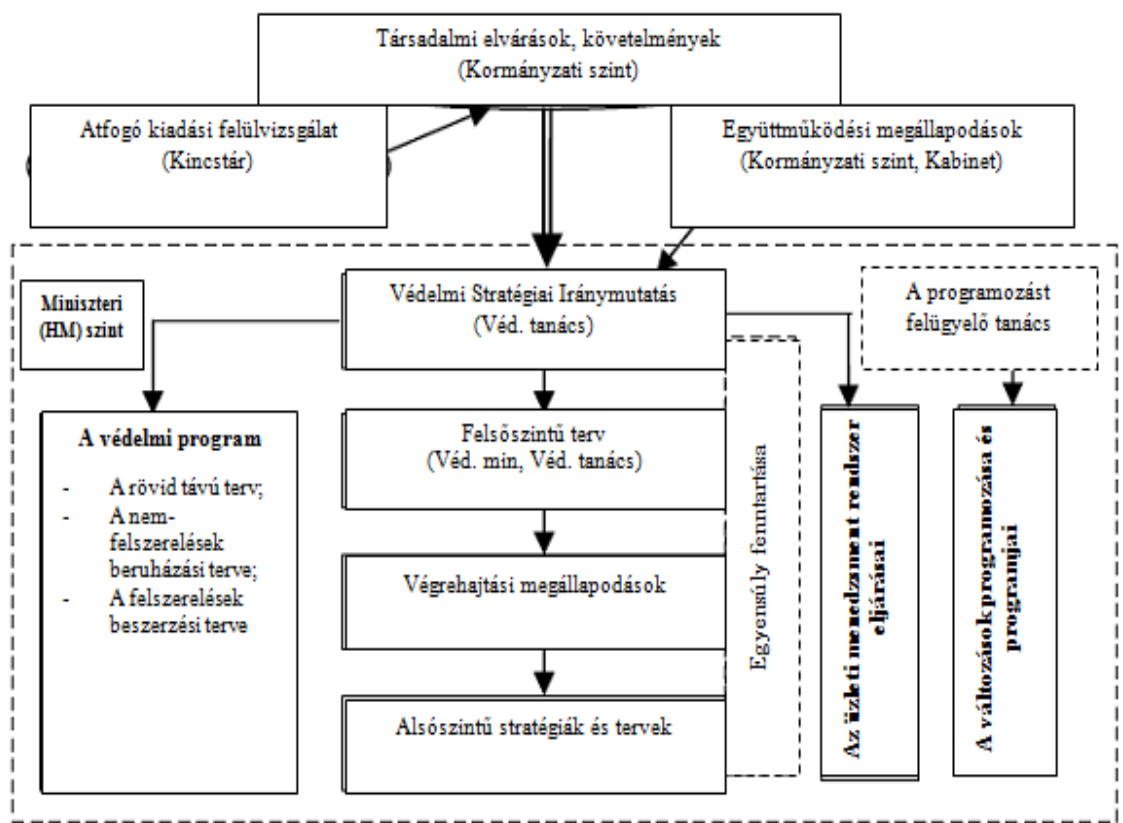 Társadalmi elvárások, követelmények
(Kormányzati szint)
Atfogó kiadási felülvizsgálat
(Kincstár)
Együttműködési megállapodások
(Kormányzati szint, Kabinet)
Miniszteri
(HM) szint
Védelmi Stratégiai Iránymutatás
(Véd. tanács)
A programozást
felügyelő tanács
A védelmi program
- A rövid távú terv;
- A nem-
felszerelések
beruházási terve;
- A felszerelések
beszerzési terve
Felsőszintű terv
(Véd. min, Véd. tanács)
Végrehajtási megállapodások
Alsószintű stratégiák és tervek
Egyensúly fenntartása
Az üzleti menedzsment rendszer
eljárásai
A változások programozása és
programjai